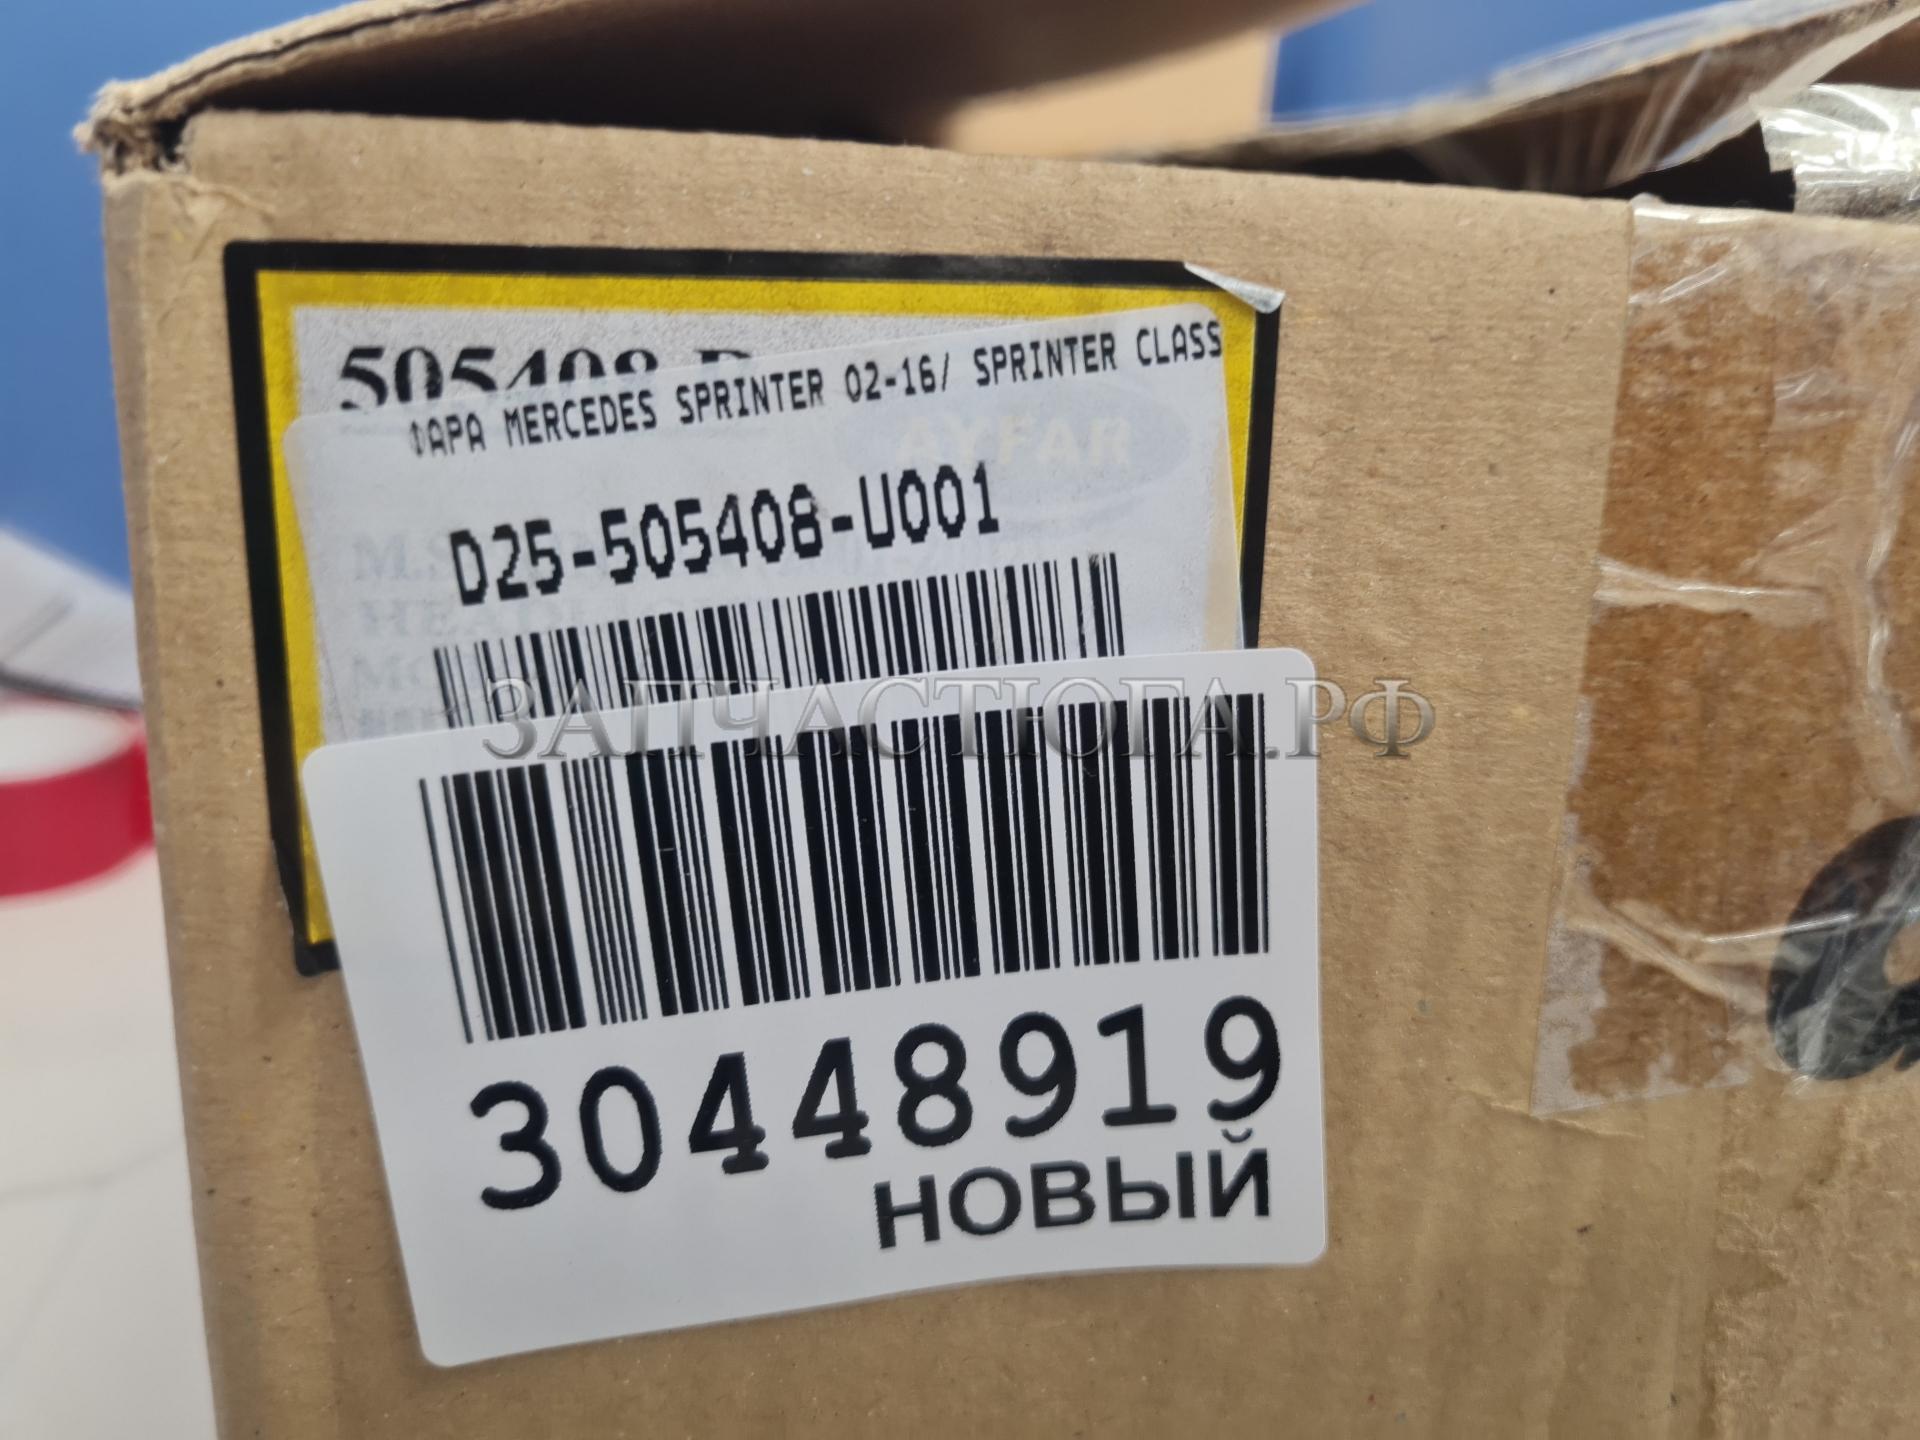 505408
ФАРА MERCEDES SPRINTER 02-16/ SPRINTER CLASS
AYFAR
D25-505408-U001
ЗАПЧАСТЮГА.РФ
30448919
НОВЫЙ